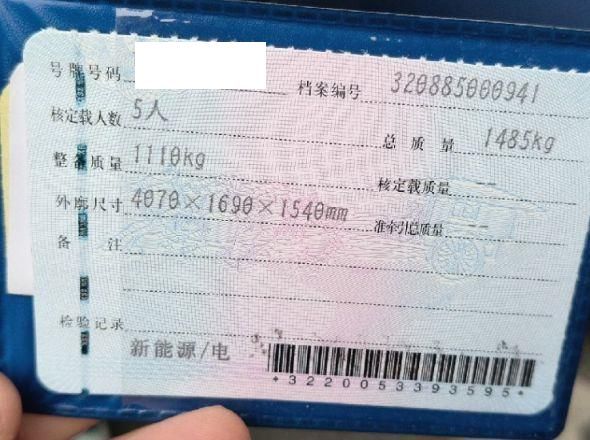 号牌号码
档案编号 320885000941
核定载人数 5人
总质量 1485kg
整备质量 1110kg
核定载质量 --
外廓尺寸 4070×1690×1540mm
准牵引总质量 --
备注
检验记录
新能源/电
*3220053393595*